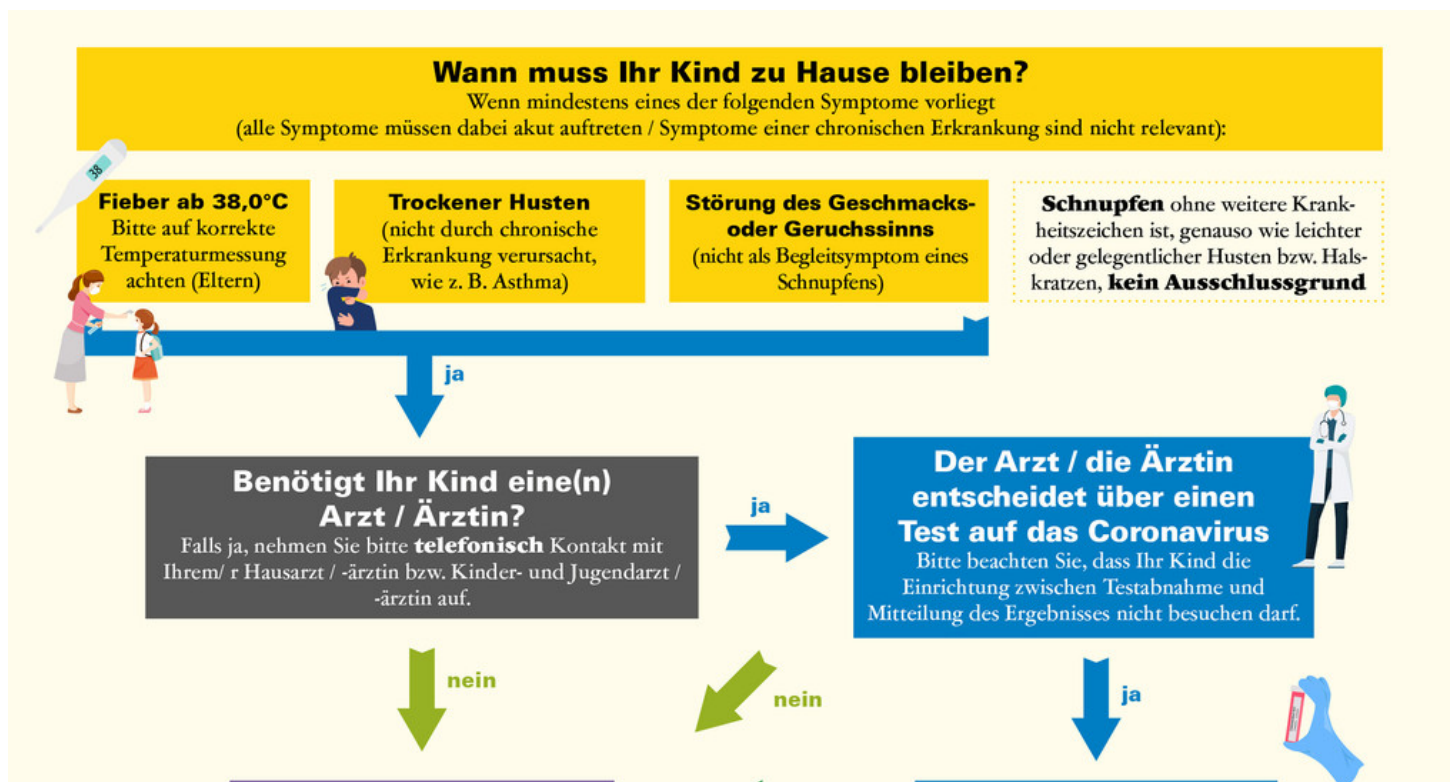 Wann muss Ihr Kind zu Hause bleiben?
Wenn mindestens eines der folgenden Symptome vorliegt
(alle Symptome müssen dabei akut auftreten / Symptome einer chronischen Erkrankung sind nicht relevant):
38
Fieber ab 38,0°C
Bitte auf korrekte
Temperaturmessung
achten (Eltern)
Trockener Husten
(nicht durch chronische
Erkrankung verursacht,
wie z. B. Asthma)
Störung des Geschmacks-
oder Geruchssinns
(nicht als Begleitsymptom eines
Schnupfens)
Schnupfen ohne weitere Krank-
heitszeichen ist, genauso wie leichter
oder gelegentlicher Husten bzw. Hals-
kratzen, kein Ausschlussgrund
ja
Benötigt Ihr Kind eine(n)
Arzt / Ärztin?
Falls ja, nehmen Sie bitte telefonisch Kontakt mit
Ihrem/ r Hausarzt / -ärztin bzw. Kinder- und Jugendarzt /
-ärztin auf.
ja
Der Arzt / die Ärztin
entscheidet über einen
Test auf das Coronavirus
Bitte beachten Sie, dass Ihr Kind die
Einrichtung zwischen Testabnahme und
Mitteilung des Ergebnisses nicht besuchen darf.
nein
nein
ja